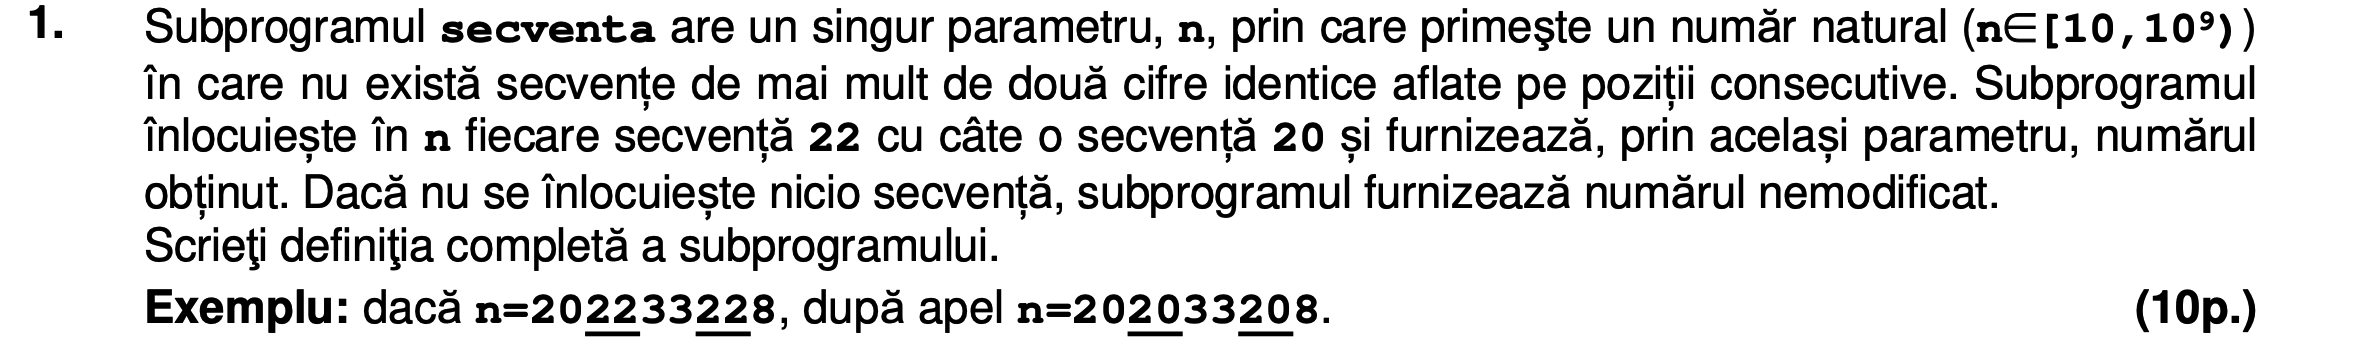 1. Subprogramul secventa are un singur parametru, n, prin care primeşte un număr natural (n∈[10,10⁹))
în care nu există secvențe de mai mult de două cifre identice aflate pe poziții consecutive. Subprogramul
înlocuiește în n fiecare secvență 22 cu câte o secvență 20 și furnizează, prin același parametru, numărul
obținut. Dacă nu se înlocuiește nicio secvență, subprogramul furnizează numărul nemodificat.
Scrieţi definiţia completă a subprogramului.
Exemplu: dacă n=202233228, după apel n=202033208. (10p.)